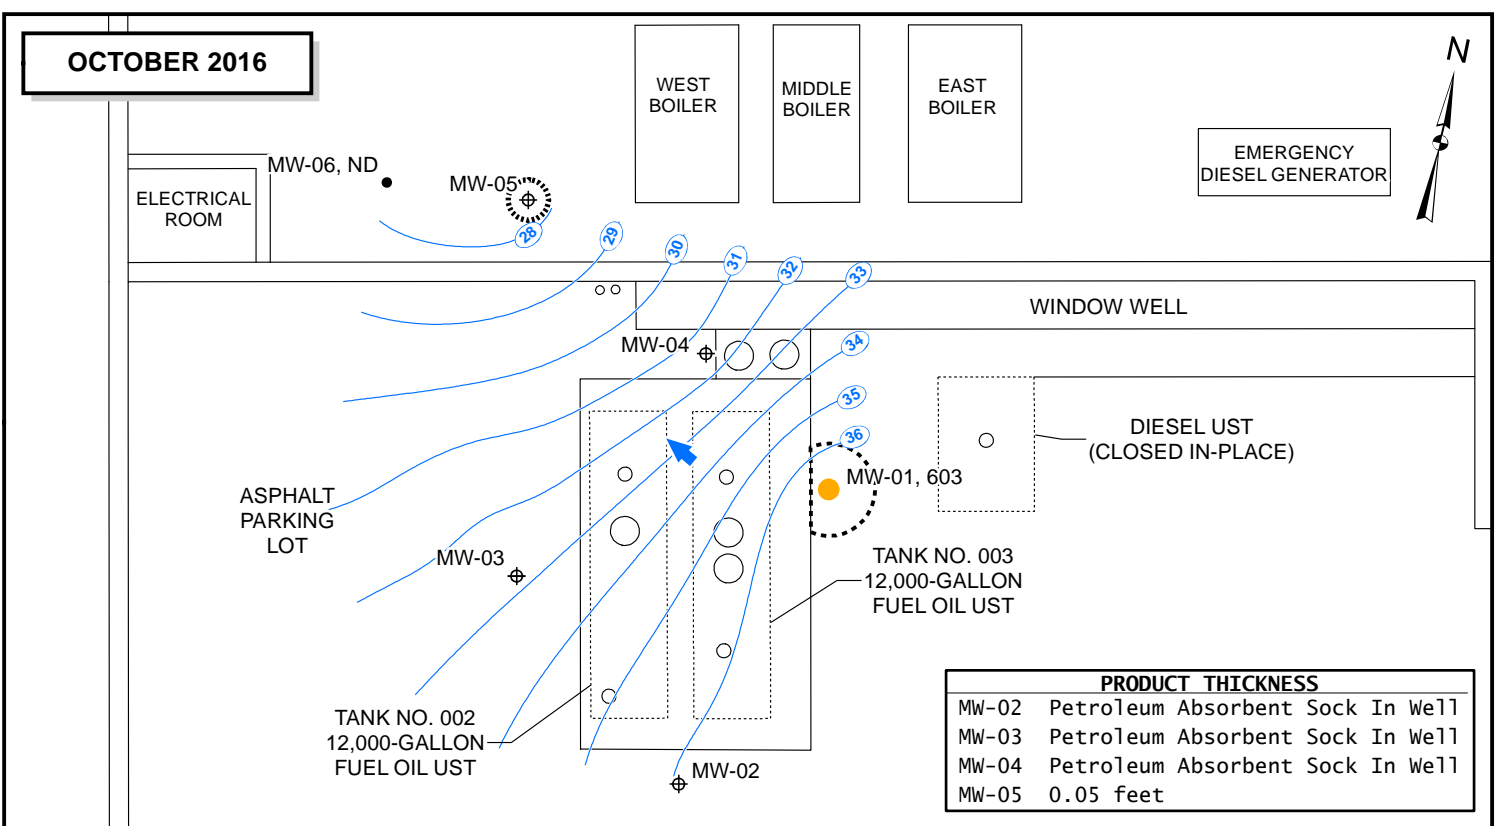 OCTOBER 2016
WEST
BOILER
MIDDLE
BOILER
EAST
BOILER
N
EMERGENCY
DIESEL GENERATOR
MW-06, ND
MW-05
ELECTRICAL
ROOM
28
29
30
31
32
33
34
35
36
WINDOW WELL
MW-04
DIESEL UST
(CLOSED IN-PLACE)
MW-01, 603
ASPHALT
PARKING
LOT
MW-03
TANK NO. 003
12,000-GALLON
FUEL OIL UST
TANK NO. 002
12,000-GALLON
FUEL OIL UST
MW-02
PRODUCT THICKNESS
MW-02 Petroleum Absorbent Sock In Well
MW-03 Petroleum Absorbent Sock In Well
MW-04 Petroleum Absorbent Sock In Well
MW-05 0.05 feet